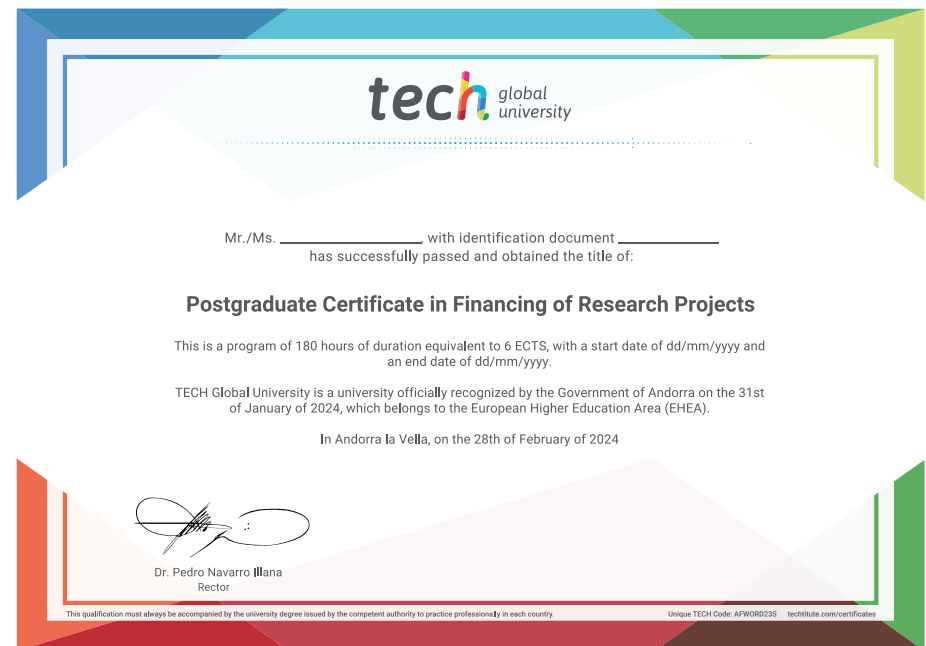 tech global
university
Mr./Ms. ____________, with identification document ____________
has successfully passed and obtained the title of:
Postgraduate Certificate in Financing of Research Projects
This is a program of 180 hours of duration equivalent to 6 ECTS, with a start date of dd/mm/yyyy and
an end date of dd/mm/yyyy.
TECH Global University is a university officially recognized by the Government of Andorra on the 31st
of January of 2024, which belongs to the European Higher Education Area (EHEA).
In Andorra la Vella, on the 28th of February of 2024
Dr. Pedro Navarro Illana
Rector
This qualification must always be accompanied by the university degree issued by the competent authority to practice professionally in each country. Unique TECH Code: AFWORD23S techtitute.com/certificates